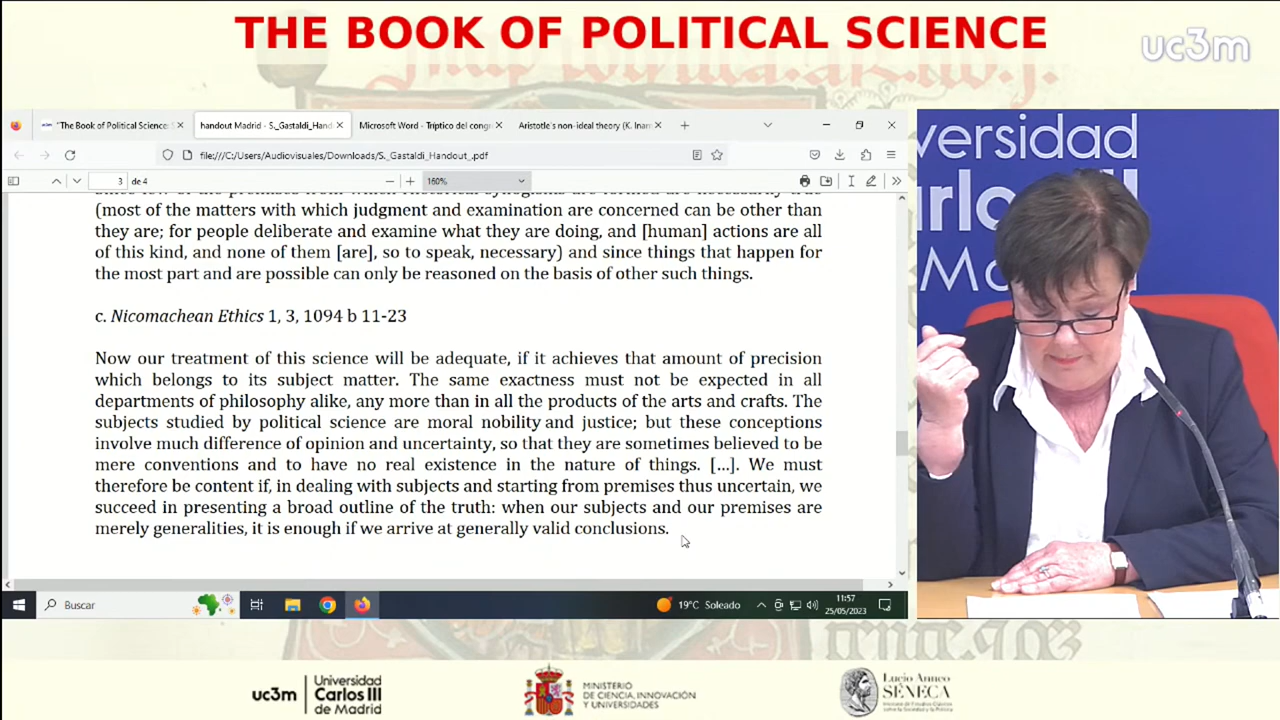 THE BOOK OF POLITICAL SCIENCE
uc3m
"The Book of Political Science:
handout Madrid - S._Gastaldi_Hand
Microsoft Word - Tríptico del congr
Aristotle's non-ideal theory (K. Inam
file:///C:/Users/Audiovisuales/Downloads/S._Gastaldi_Handout_.pdf
3 de 4
160%
(most of the matters with which judgment and examination are concerned can be other than
they are; for people deliberate and examine what they are doing, and [human] actions are all
of this kind, and none of them [are], so to speak, necessary) and since things that happen for
the most part and are possible can only be reasoned on the basis of other such things.
c. Nicomachean Ethics 1, 3, 1094 b 11-23
Now our treatment of this science will be adequate, if it achieves that amount of precision
which belongs to its subject matter. The same exactness must not be expected in all
departments of philosophy alike, any more than in all the products of the arts and crafts. The
subjects studied by political science are moral nobility and justice; but these conceptions
involve much difference of opinion and uncertainty, so that they are sometimes believed to be
mere conventions and to have no real existence in the nature of things. [...]. We must
therefore be content if, in dealing with subjects and starting from premises thus uncertain, we
succeed in presenting a broad outline of the truth: when our subjects and our premises are
merely generalities, it is enough if we arrive at generally valid conclusions.
Buscar
19°C Soleado
11:57
25/05/2023
versidad
uc3m
Universidad
Carlos III
de Madrid
MINISTERIO
DE CIENCIA, INNOVACIÓN
Y UNIVERSIDADES
Lucio Anneo
SÉNECA